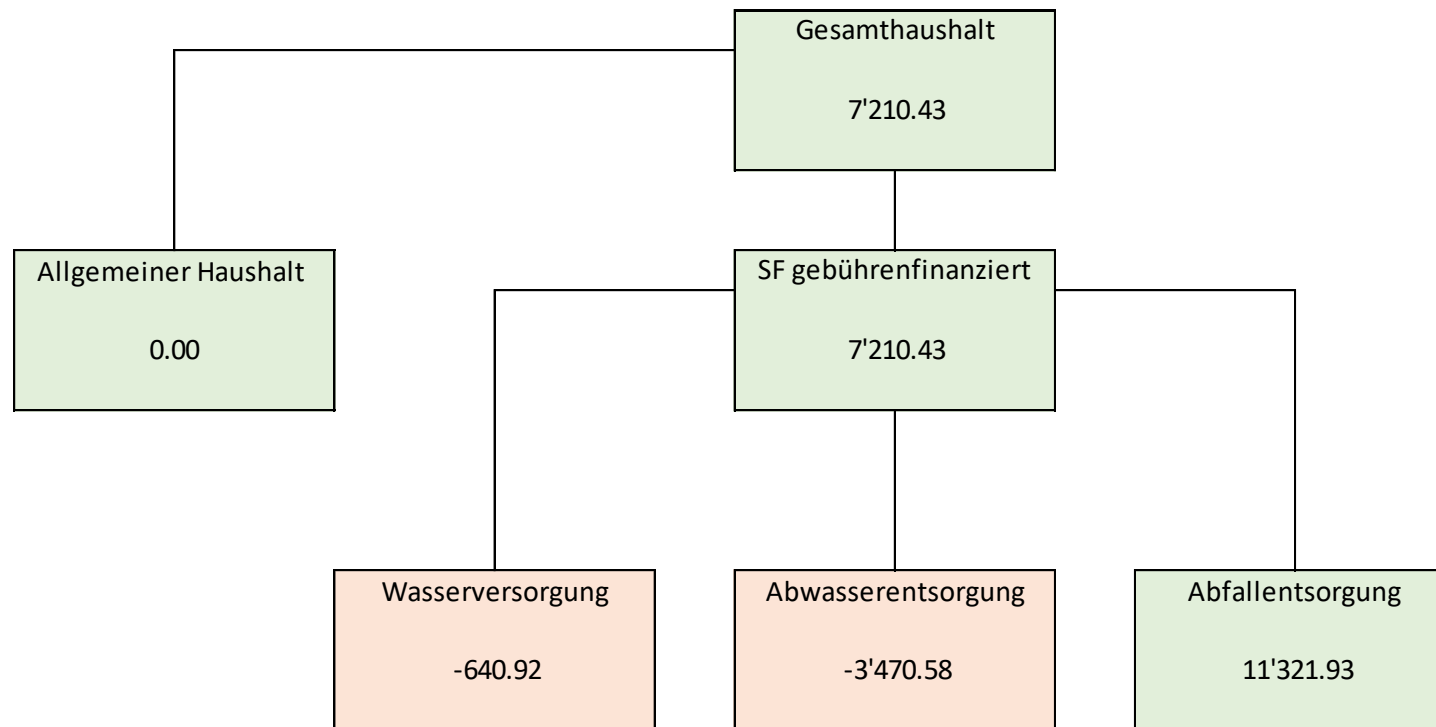 Gesamthaushalt
7'210.43
Allgemeiner Haushalt
0.00
SF gebührenfinanziert
7'210.43
Wasserversorgung
-640.92
Abwasserentsorgung
-3'470.58
Abfallentsorgung
11'321.93